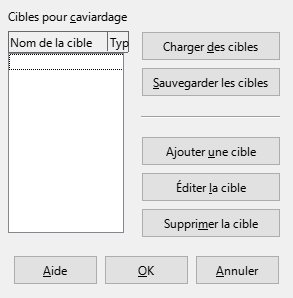 Cibles pour caviardage
Nom de la cible Typ
Charger des cibles
Sauvegarder les cibles
Ajouter une cible
Éditer la cible
Supprimer la cible
Aide OK Annuler